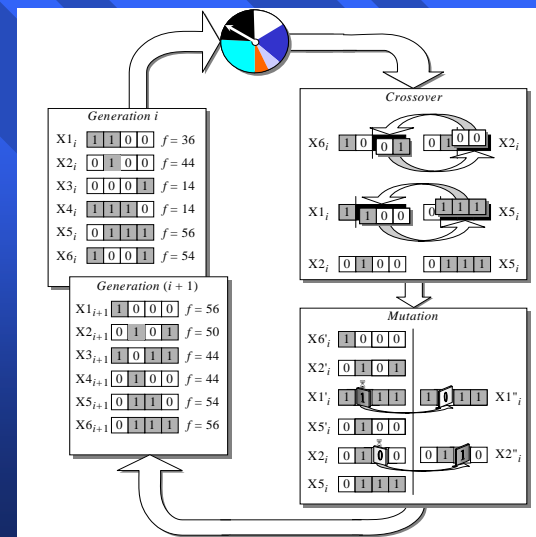 Generation i
X1i 1 1 0 0 f = 36
X2i 0 1 0 0 f = 44
X3i 0 0 0 1 f = 14
X4i 1 1 1 0 f = 14
X5i 0 1 1 1 f = 56
X6i 1 0 0 1 f = 54
Generation (i + 1)
X1i+1 1 0 0 0 f = 56
X2i+1 0 1 0 1 f = 50
X3i+1 1 0 1 1 f = 44
X4i+1 0 1 0 0 f = 44
X5i+1 0 1 1 0 f = 54
X6i+1 0 1 1 1 f = 56
Crossover
X6i 1 0 0 1 0 1 0 0 X2i
X1i 1 1 0 0 0 1 1 1 X5i
X2i 0 1 0 0 0 1 1 1 X5i
Mutation
X6'i 1 0 0 0
X2'i 0 1 0 1
X1'i 1 1 1 1 1 0 1 1 X1"i
X5'i 0 1 0 0
X2i 0 1 0 0 0 1 1 0 X2"i
X5i 0 1 1 1